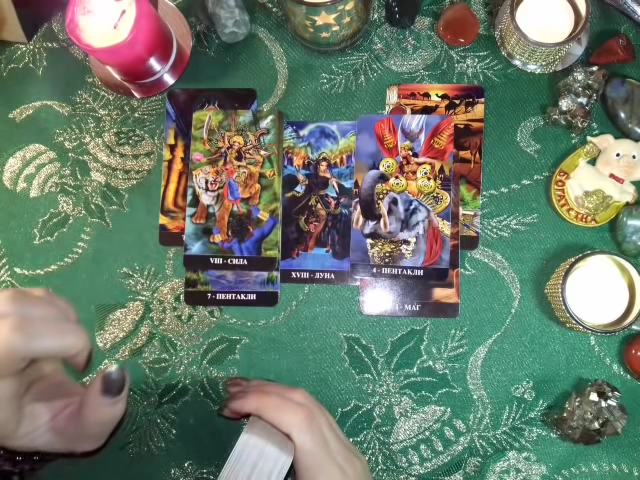 VIII - СИЛА
7 - ПЕНТАКЛИ
XVIII - ЛУНА
4 - ПЕНТАКЛИ
МАГ
БОГАТСТВА